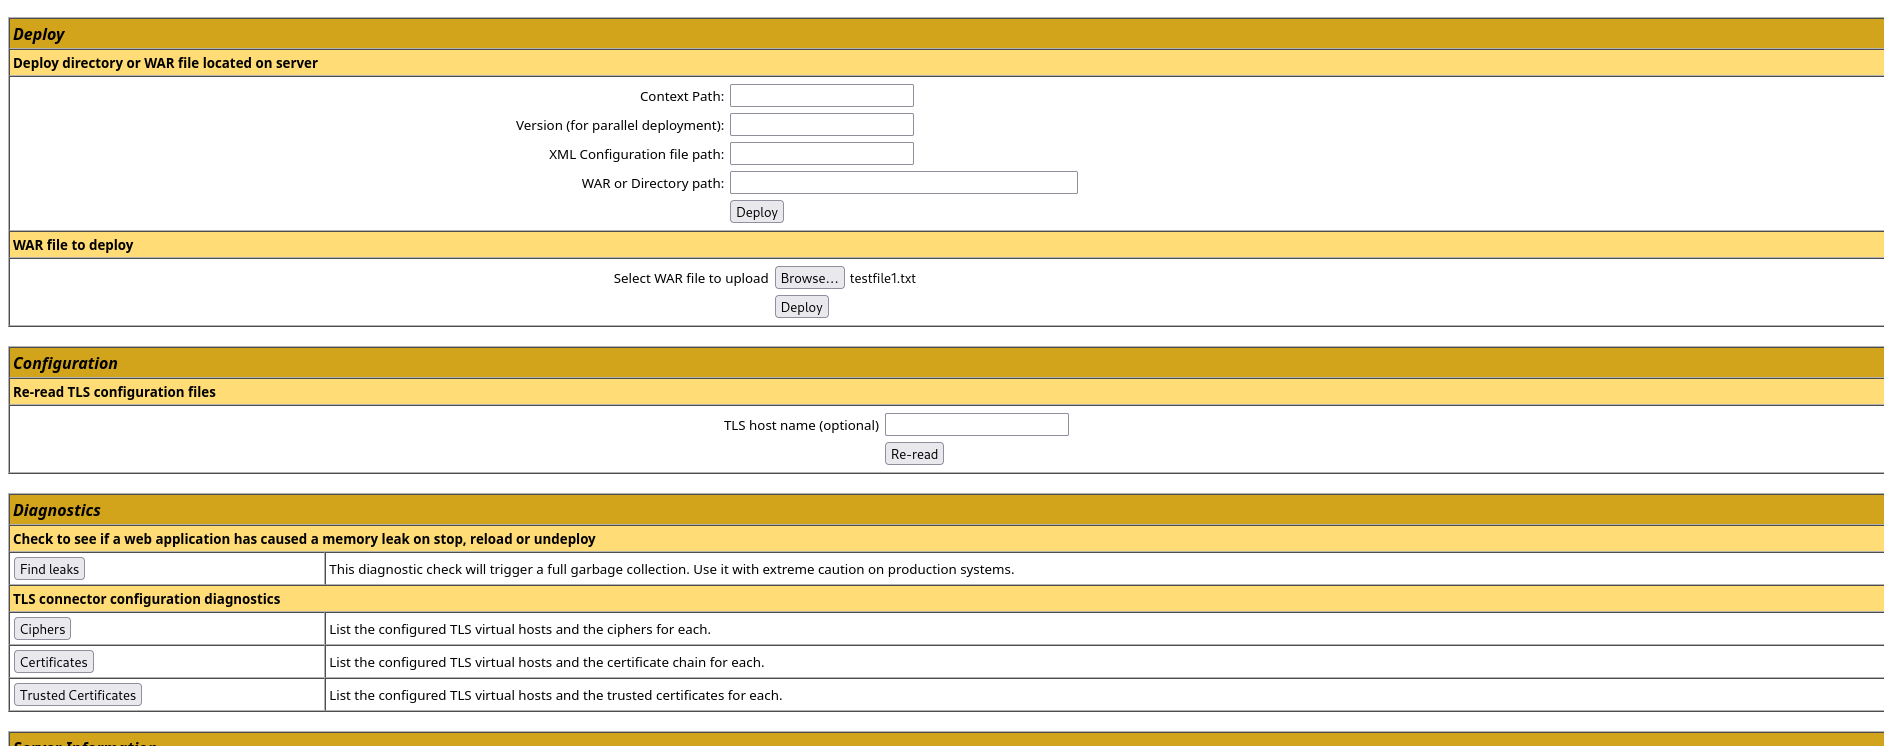 Deploy
Deploy directory or WAR file located on server
Context Path:
Version (for parallel deployment):
XML Configuration file path:
WAR or Directory path:
Deploy
WAR file to deploy
Select WAR file to upload Browse... testfile1.txt
Deploy
Configuration
Re-read TLS configuration files
TLS host name (optional)
Re-read
Diagnostics
Check to see if a web application has caused a memory leak on stop, reload or undeploy
Find leaks This diagnostic check will trigger a full garbage collection. Use it with extreme caution on production systems.
TLS connector configuration diagnostics
Ciphers List the configured TLS virtual hosts and the ciphers for each.
Certificates List the configured TLS virtual hosts and the certificate chain for each.
Trusted Certificates List the configured TLS virtual hosts and the trusted certificates for each.
Server Information